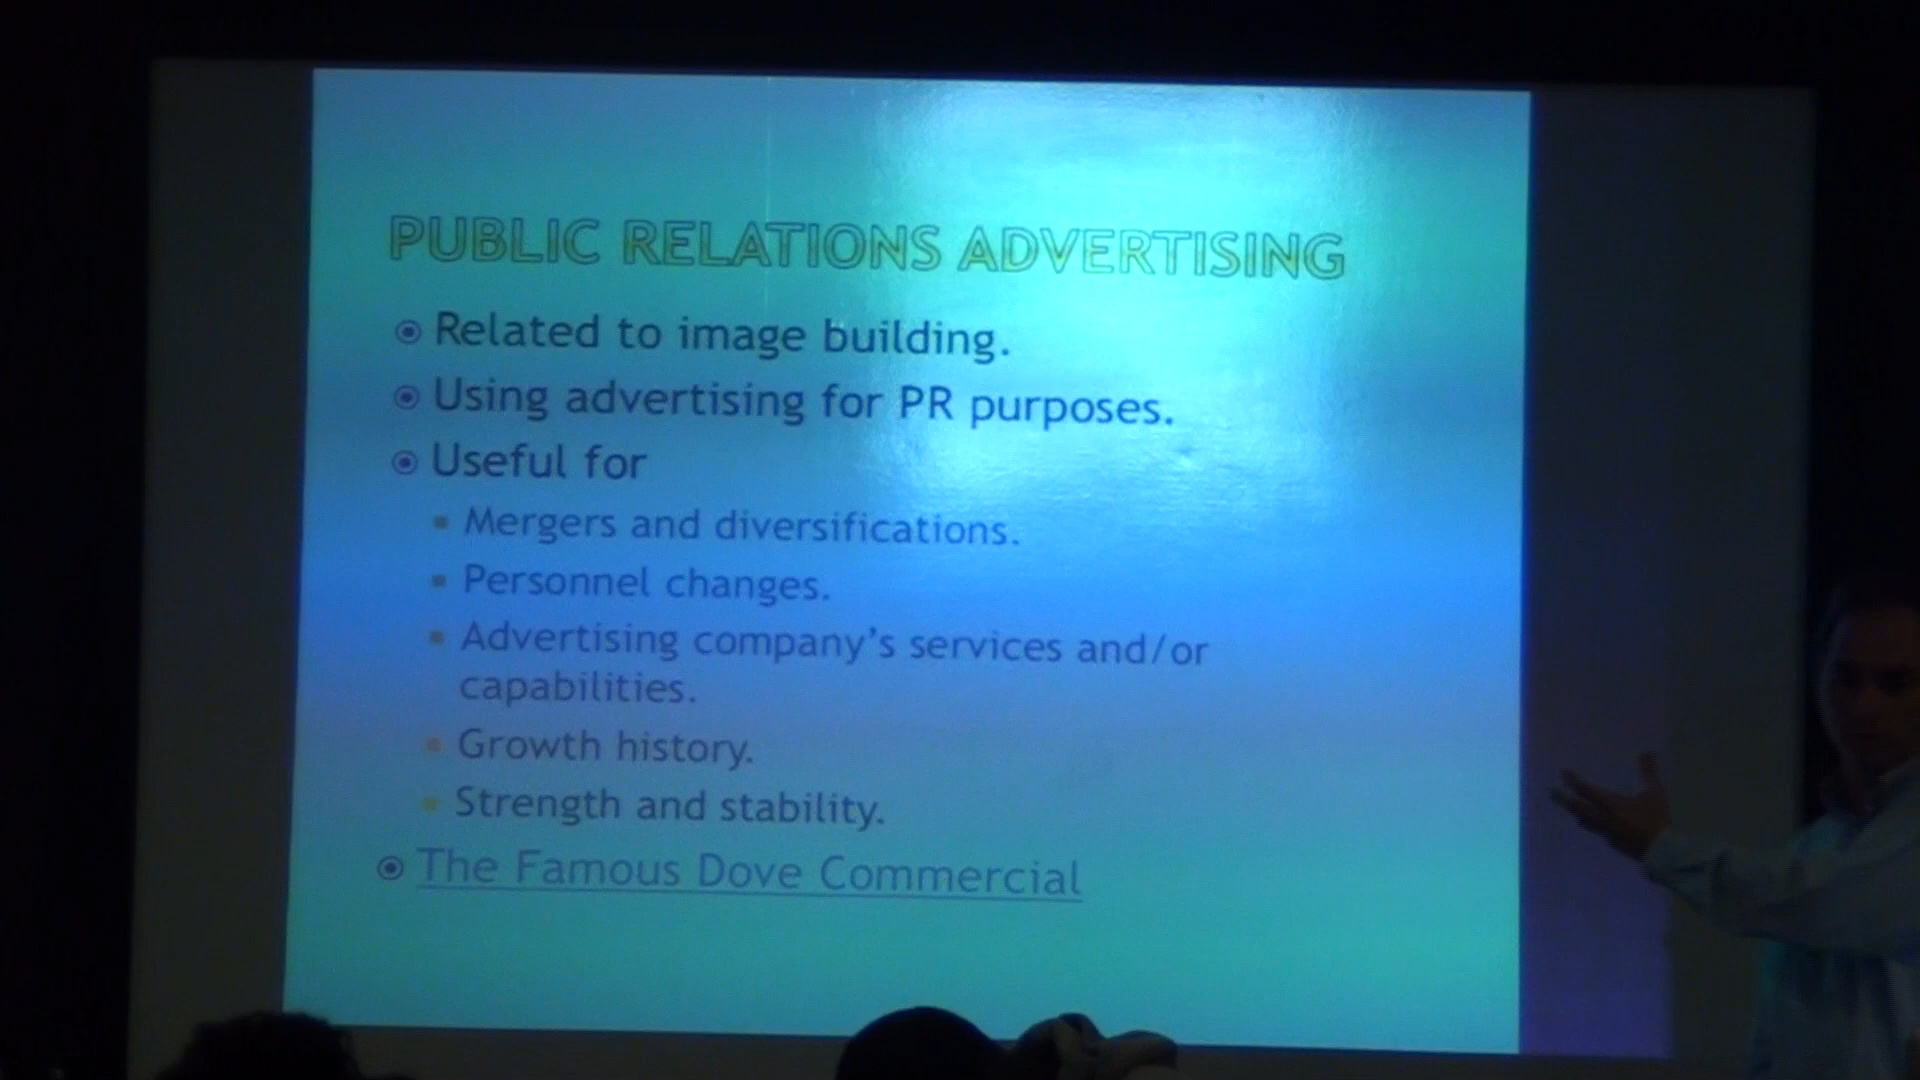 PUBLIC RELATIONS ADVERTISING
Related to image building.
Using advertising for PR purposes.
Useful for
Mergers and diversifications.
Personnel changes.
Advertising company's services and/or
capabilities.
Growth history.
Strength and stability.
The Famous Dove Commercial